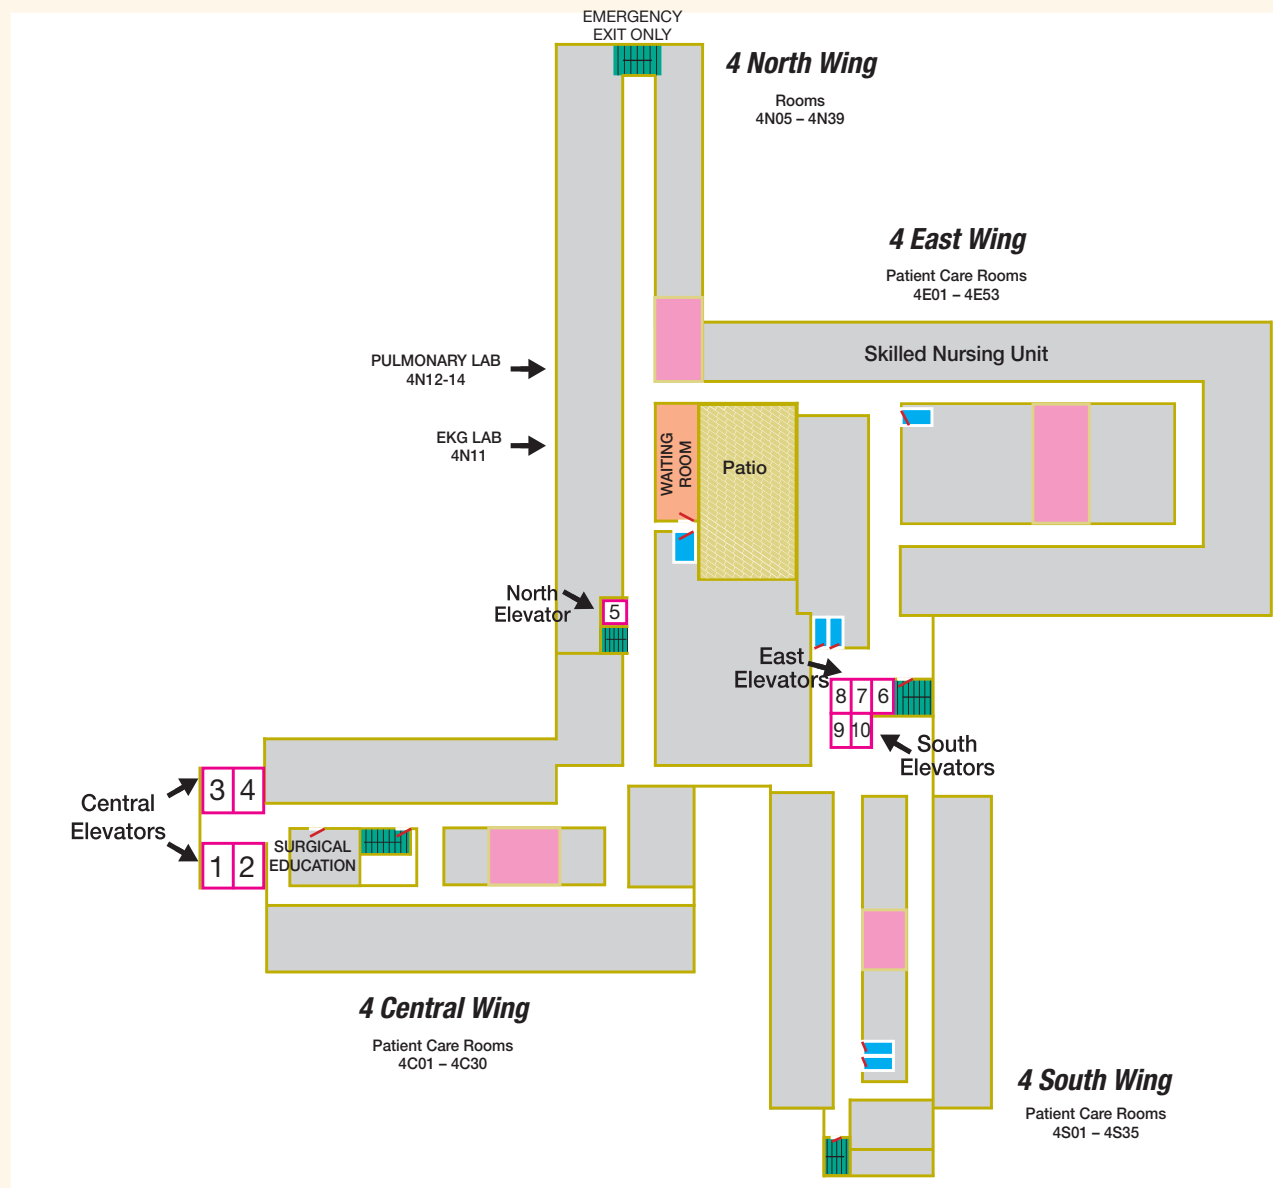 EMERGENCY
EXIT ONLY
4 North Wing
Rooms
4N05 – 4N39
4 East Wing
Patient Care Rooms
4E01 – 4E53
Skilled Nursing Unit
PULMONARY LAB
4N12-14
EKG LAB
4N11
WAITING
ROOM
Patio
North
Elevator
5
East
Elevators
8 7 6
9 10
South
Elevators
Central
Elevators
3 4
1 2
SURGICAL
EDUCATION
4 Central Wing
Patient Care Rooms
4C01 – 4C30
4 South Wing
Patient Care Rooms
4S01 – 4S35